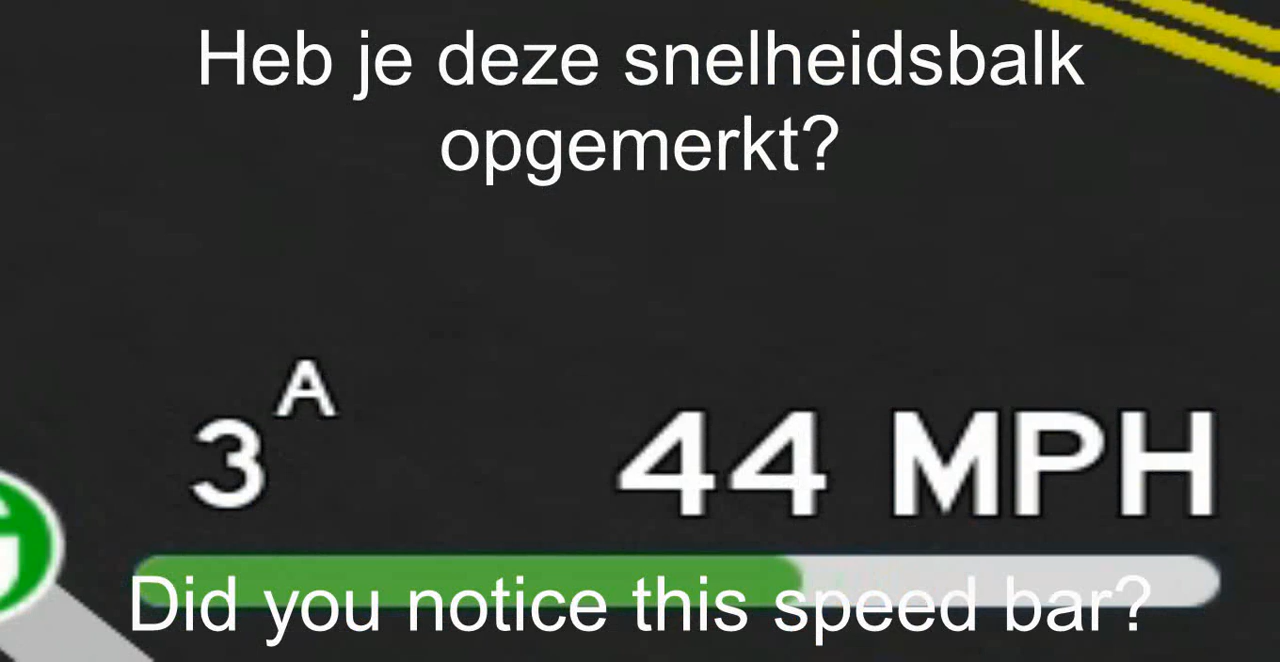 Heb je deze snelheidsbalk
opgemerkt?
3 A
44 MPH
Did you notice this speed bar?